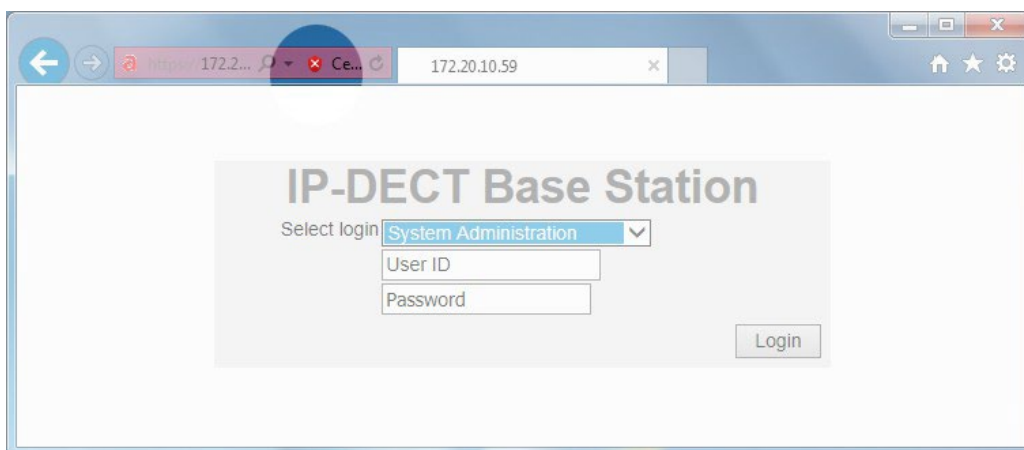 https://172.2... Ce... 172.20.10.59
IP-DECT Base Station
Select login System Administration
User ID
Password
Login